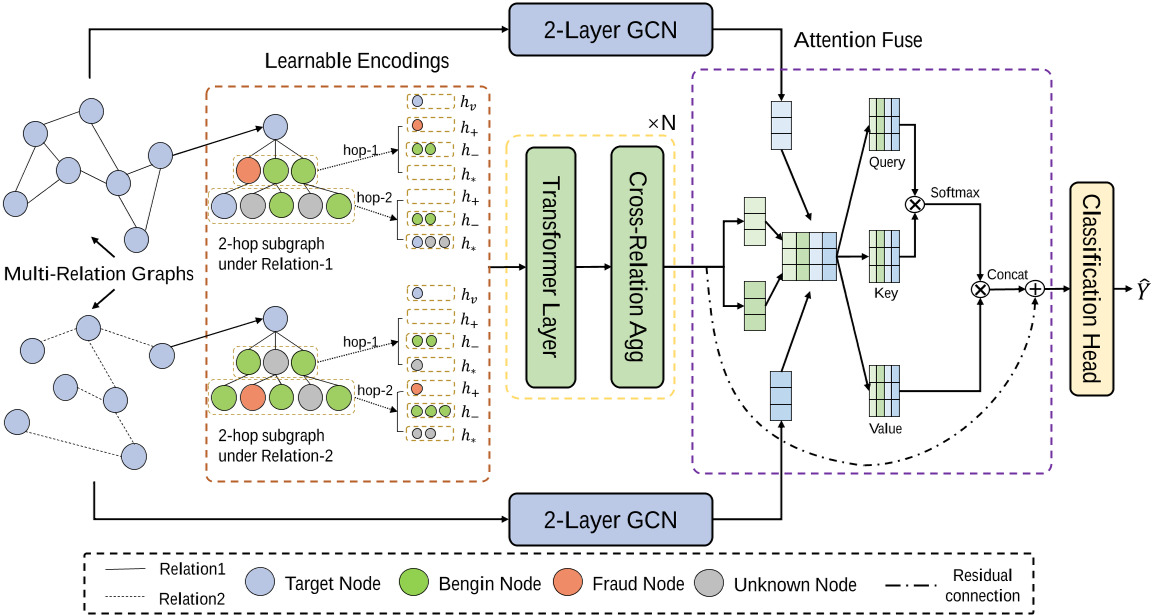 2-Layer GCN
Attention Fuse
Learnable Encodings
h_v
h_+
hop-1
h_-
h_*
hop-2
h_+
h_-
h_*
2-hop subgraph
under Relation-1
Multi-Relation Graphs
h_v
h_+
hop-1
h_-
h_*
hop-2
h_+
h_-
h_*
2-hop subgraph
under Relation-2
×N
Transformer Layer
Cross-Relation Agg
Query
Softmax
Key
Concat
Value
Classification Head
Ŷ
2-Layer GCN
Relation1
Relation2
Target Node
Bengin Node
Fraud Node
Unknown Node
Residual
connection